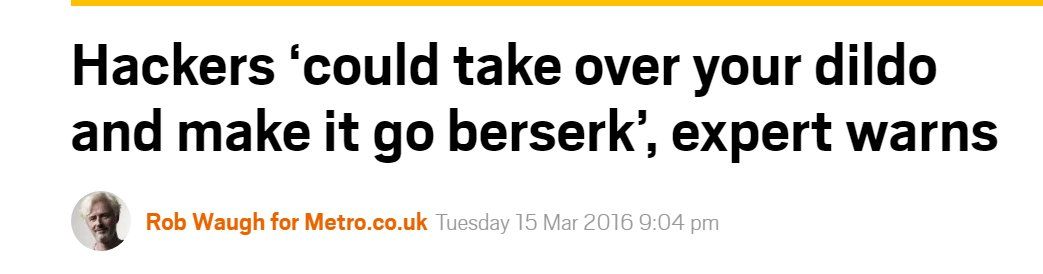 Hackers ‘could take over your dildo
and make it go berserk’, expert warns
Rob Waugh for Metro.co.uk Tuesday 15 Mar 2016 9:04 pm